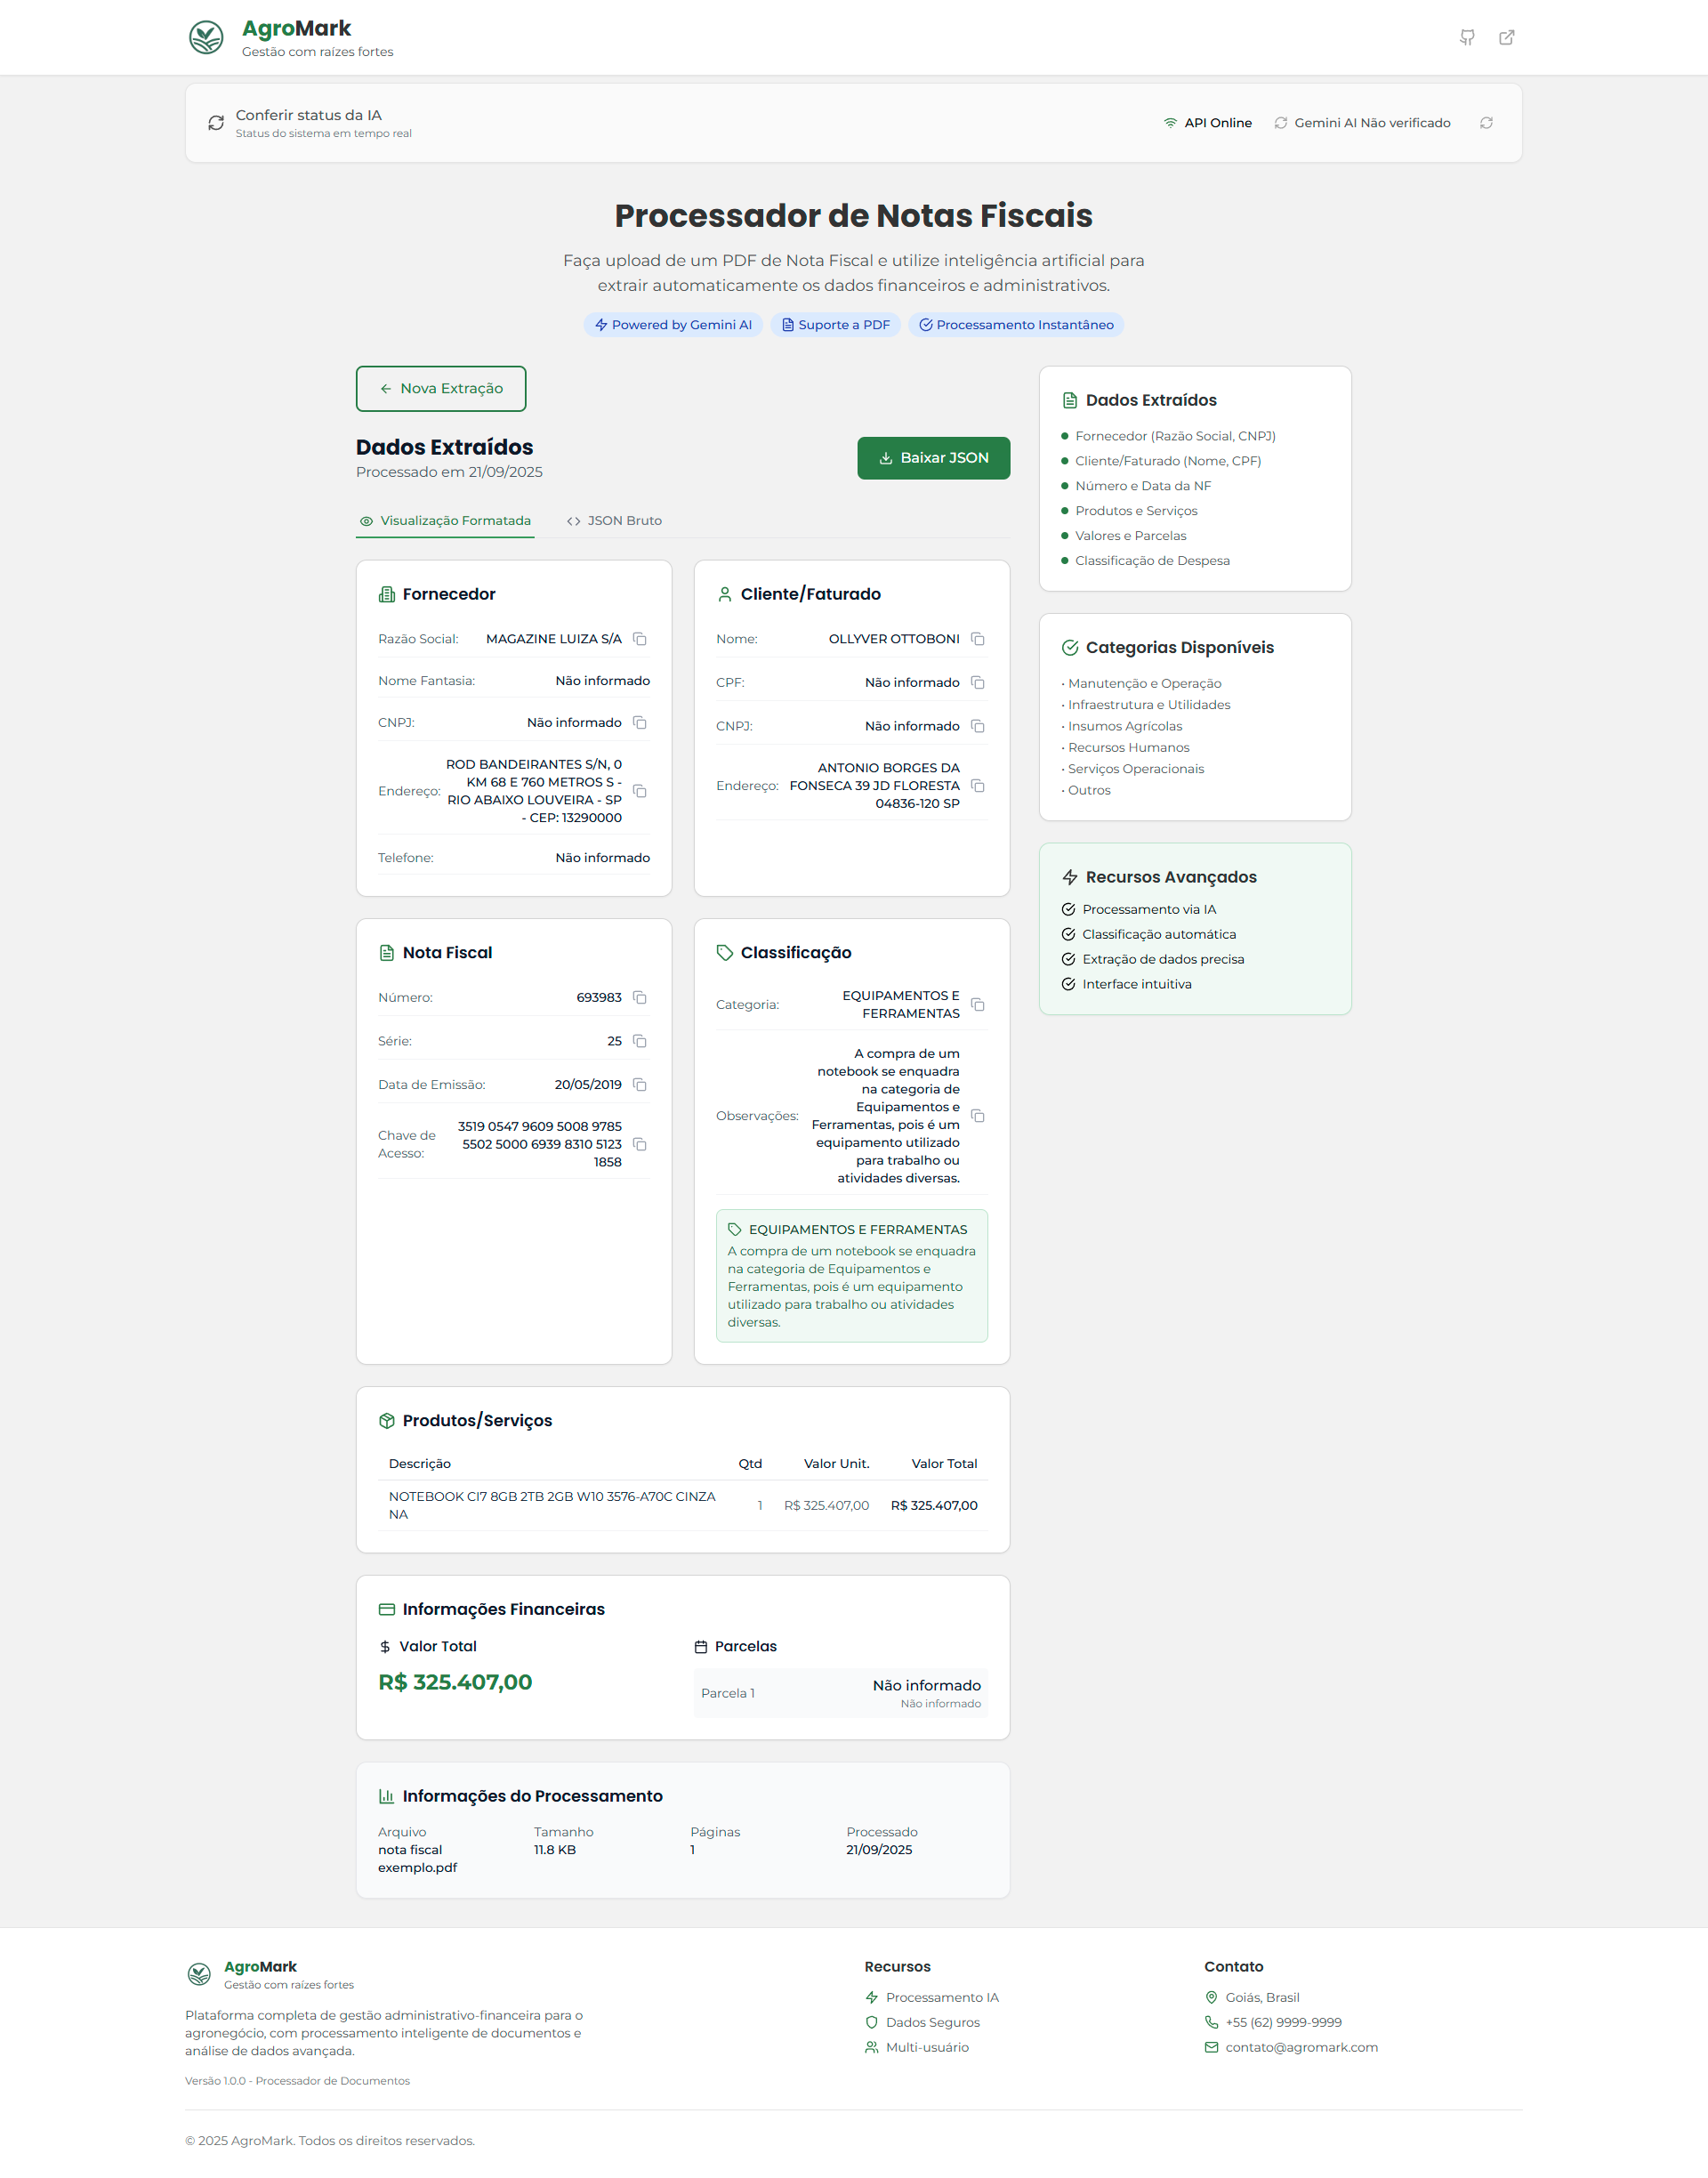 AgroMark
Gestão com raízes fortes
Conferir status da IA
Status do sistema em tempo real
API Online
Gemini AI Não verificado
Processador de Notas Fiscais
Faça upload de um PDF de Nota Fiscal e utilize inteligência artificial para
extrair automaticamente os dados financeiros e administrativos.
Powered by Gemini AI
Suporte a PDF
Processamento Instantâneo
Nova Extração
Dados Extraídos
Processado em 21/09/2025
Baixar JSON
Visualização Formatada
JSON Bruto
Fornecedor
Razão Social: MAGAZINE LUIZA S/A
Nome Fantasia: Não informado
CNPJ: Não informado
Endereço:
ROD BANDEIRANTES S/N, 0
KM 68 E 760 METROS S -
RIO ABAIXO LOUVEIRA - SP
- CEP: 13290000
Telefone: Não informado
Cliente/Faturado
Nome: OLLYVER OTTOBONI
CPF: Não informado
CNPJ: Não informado
Endereço:
ANTONIO BORGES DA
FONSECA 39 JD FLORESTA
04836-120 SP
Nota Fiscal
Número: 693983
Série: 25
Data de Emissão: 20/05/2019
Chave de
Acesso:
3519 0547 9609 5008 9785
5502 5000 6939 8310 5123
1858
Classificação
Categoria:
EQUIPAMENTOS E
FERRAMENTAS
Observações:
A compra de um
notebook se enquadra
na categoria de
Equipamentos e
Ferramentas, pois é um
equipamento utilizado
para trabalho ou
atividades diversas.
EQUIPAMENTOS E FERRAMENTAS
A compra de um notebook se enquadra
na categoria de Equipamentos e
Ferramentas, pois é um equipamento
utilizado para trabalho ou atividades
diversas.
Produtos/Serviços
Descrição Qtd Valor Unit. Valor Total
NOTEBOOK CI7 8GB 2TB 2GB W10 3576-A70C CINZA
NA
1 R$ 325.407,00 R$ 325.407,00
Informações Financeiras
Valor Total
R$ 325.407,00
Parcelas
Parcela 1
Não informado
Não informado
Informações do Processamento
Arquivo
nota fiscal
exemplo.pdf
Tamanho
11.8 KB
Páginas
1
Processado
21/09/2025
Dados Extraídos
Fornecedor (Razão Social, CNPJ)
Cliente/Faturado (Nome, CPF)
Número e Data da NF
Produtos e Serviços
Valores e Parcelas
Classificação de Despesa
Categorias Disponíveis
• Manutenção e Operação
• Infraestrutura e Utilidades
• Insumos Agrícolas
• Recursos Humanos
• Serviços Operacionais
• Outros
Recursos Avançados
Processamento via IA
Classificação automática
Extração de dados precisa
Interface intuitiva
AgroMark
Gestão com raízes fortes
Plataforma completa de gestão administrativo-financeira para o
agronegócio, com processamento inteligente de documentos e
análise de dados avançada.
Versão 1.0.0 - Processador de Documentos
Recursos
Processamento IA
Dados Seguros
Multi-usuário
Contato
Goiás, Brasil
+55 (62) 9999-9999
contato@agromark.com
© 2025 AgroMark. Todos os direitos reservados.